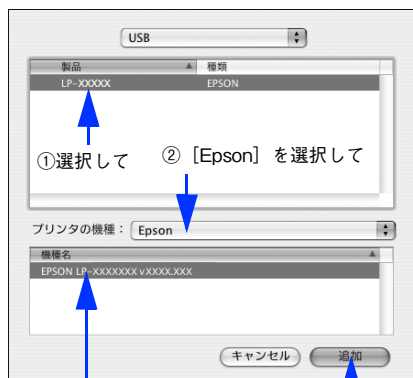 USB
製品 種類
LP-XXXXX EPSON
①選択して ②［Epson］を選択して
プリンタの機種： Epson
機種名
EPSON LP-XXXXXXX vXXXX.XXX
キャンセル 追加